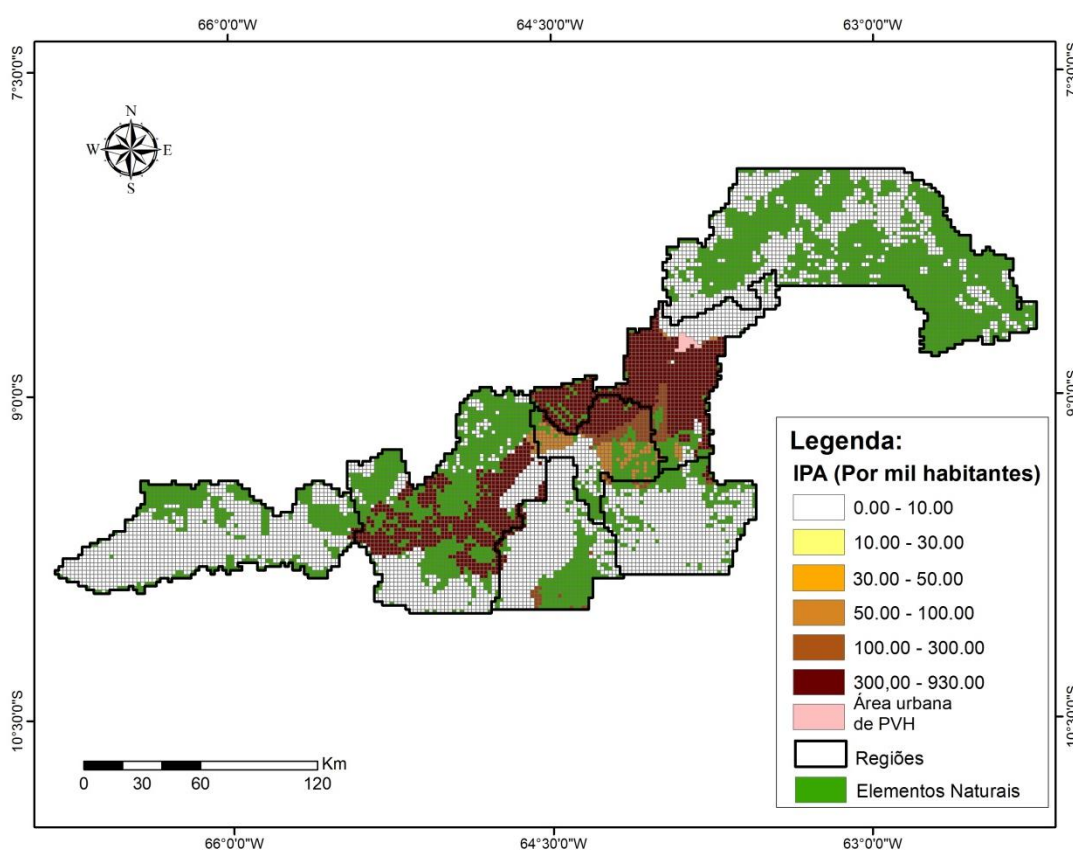 66°0'0"W 64°30'0"W 63°0'0"W
7°30'0"S 7°30'0"S
N
W E
S
9°0'0"S 9°0'0"S
Legenda:
IPA (Por mil habitantes)
0.00 - 10.00
10.00 - 30.00
30.00 - 50.00
50.00 - 100.00
100.00 - 300.00
300,00 - 930.00
Área urbana
de PVH
Regiões
Elementos Naturais
10°30'0"S 10°30'0"S
Km
0 30 60 120
66°0'0"W 64°30'0"W 63°0'0"W